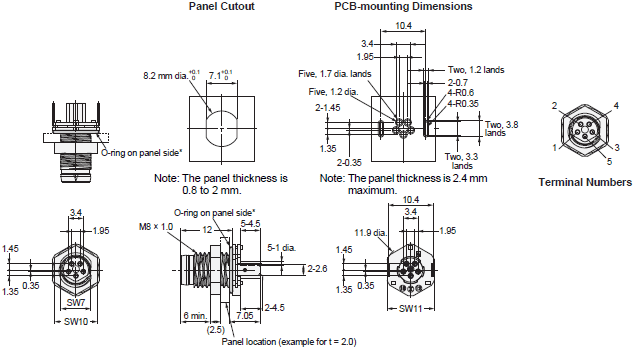 Panel Cutout
8.2 mm dia. +0.1 0
7.1 +0.1 0
Note: The panel thickness is
0.8 to 2 mm.
O-ring on panel side*
PCB-mounting Dimensions
10.4
3.4
1.95
Two, 1.2 lands
Five, 1.7 dia. lands
2-0.7
Five, 1.2 dia.
4-R0.6
4-R0.35
2-1.45
1.35
2-0.35
Two, 3.8
lands
Two, 3.3
lands
Note: The panel thickness is 2.4 mm
maximum.
2
4
1
3
5
Terminal Numbers
3.4
1.95
1.45
1.35
0.35
SW7
SW10
O-ring on panel side*
M8 × 1.0
12
5-4.5
5-1 dia.
2-2.6
2-4.5
6 min.
7.05
(2.5)
Panel location (example for t = 2.0)
10.4
3.4
11.9 dia.
1.95
1.45
1.35
0.35
SW11